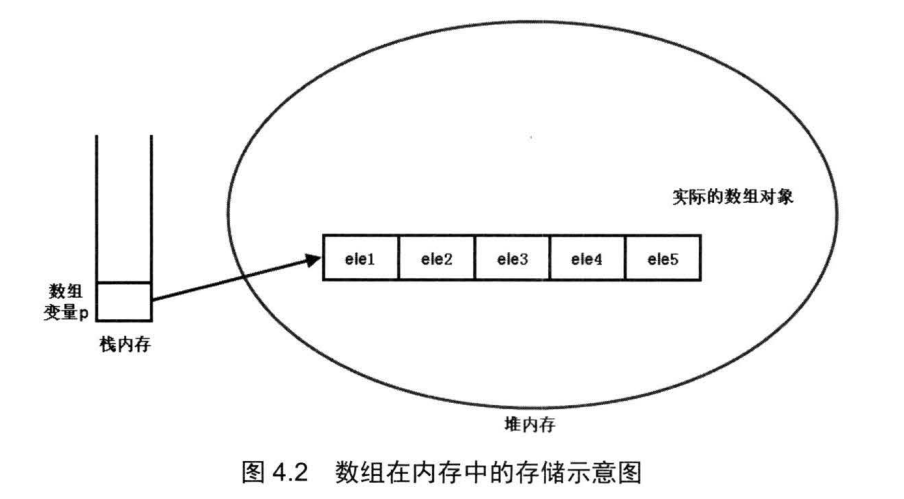 实际的数组对象
ele1 ele2 ele3 ele4 ele5
数组
变量p
栈内存
堆内存
图 4.2 数组在内存中的存储示意图